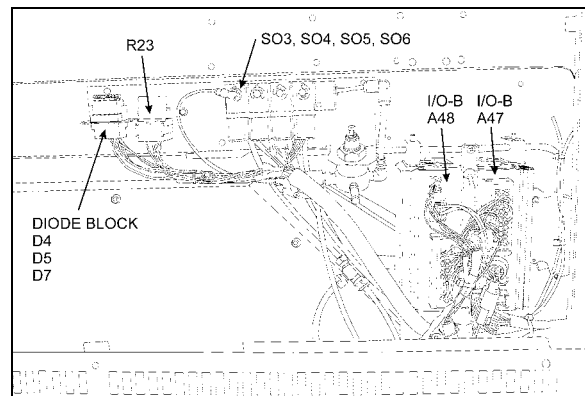 SO3, SO4, SO5, SO6
R23
I/O-B I/O-B
A48 A47
DIODE BLOCK
D4
D5
D7